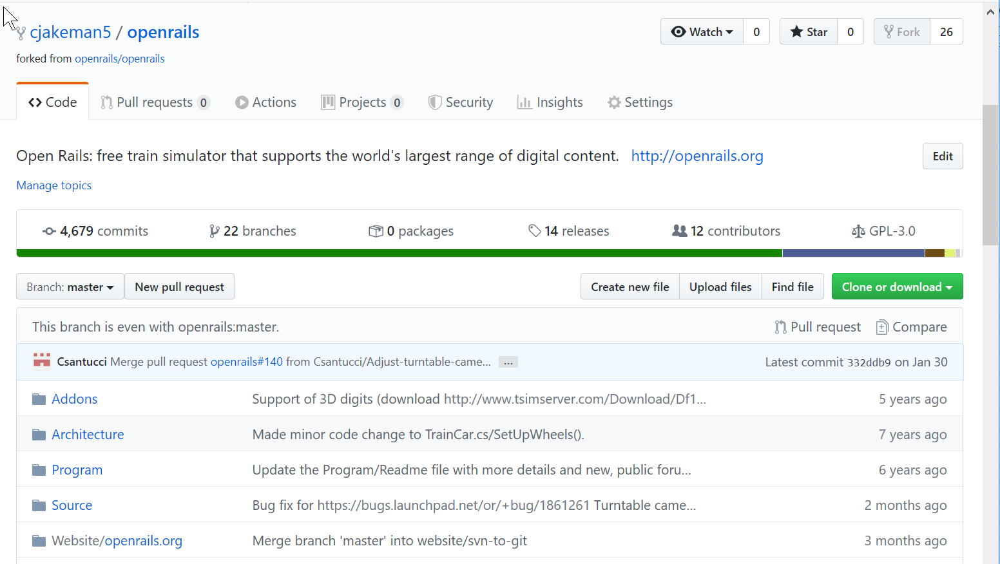 cjakeman5 / openrails
Watch 0 Star 0 Fork 26
forked from openrails/openrails
Code Pull requests 0 Actions Projects 0 Security Insights Settings
Open Rails: free train simulator that supports the world's largest range of digital content. http://openrails.org
Edit
Manage topics
4,679 commits 22 branches 0 packages 14 releases 12 contributors GPL-3.0
Branch: master New pull request Create new file Upload files Find file Clone or download
This branch is even with openrails:master. Pull request Compare
Csantucci Merge pull request openrails#140 from Csantucci/Adjust-turntable-came... ... Latest commit 332ddb9 on Jan 30
Addons Support of 3D digits (download http://www.tsimserver.com/Download/Df1... 5 years ago
Architecture Made minor code change to TrainCar.cs/SetUpWheels(). 7 years ago
Program Update the Program/Readme file with more details and new, public foru... 6 years ago
Source Bug fix for https://bugs.launchpad.net/or/+bug/1861261 Turntable came... 2 months ago
Website/openrails.org Merge branch 'master' into website/svn-to-git 3 months ago